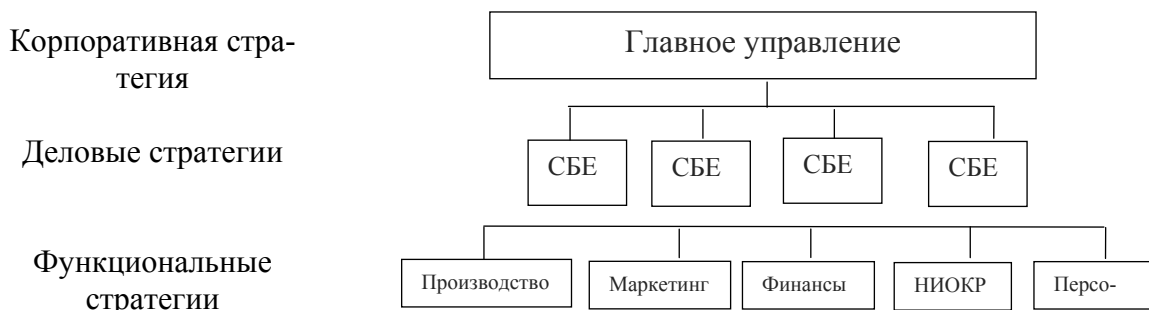 Корпоративная стра-
тегия
Главное управление
Деловые стратегии
СБЕ СБЕ СБЕ СБЕ
Функциональные
стратегии
Производство Маркетинг Финансы НИОКР Персо-